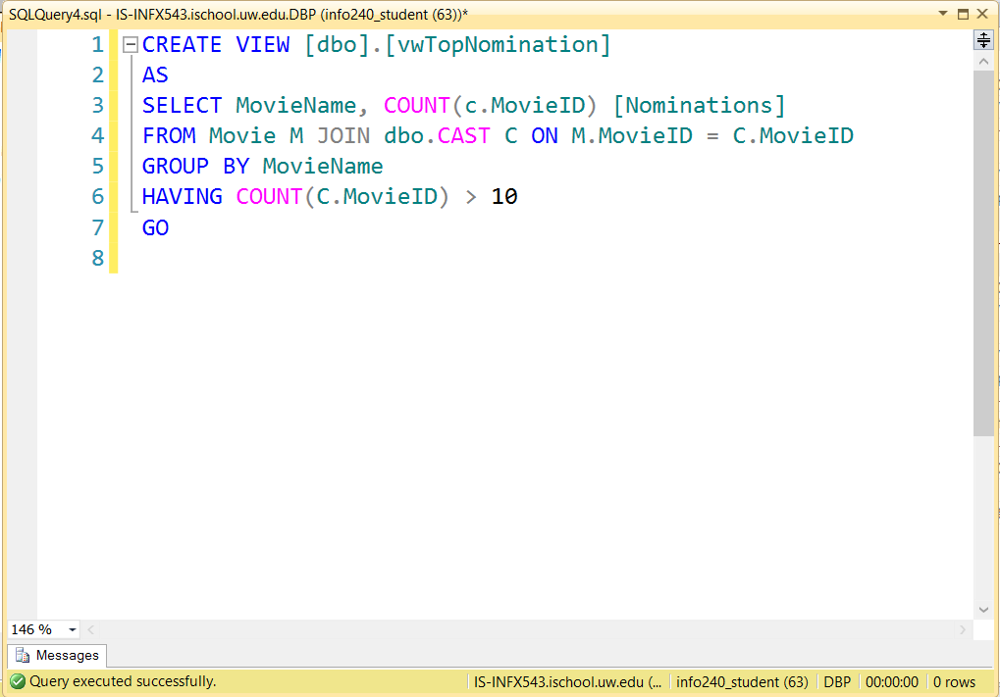 SQLQuery4.sql - IS-INFX543.ischool.uw.edu.DBP (info240_student (63))*
1 CREATE VIEW [dbo].[vwTopNomination]
2 AS
3 SELECT MovieName, COUNT(c.MovieID) [Nominations]
4 FROM Movie M JOIN dbo.CAST C ON M.MovieID = C.MovieID
5 GROUP BY MovieName
6 HAVING COUNT(C.MovieID) > 10
7 GO
8
146 %
Messages
Query executed successfully. IS-INFX543.ischool.uw.edu (... info240_student (63) DBP 00:00:00 0 rows